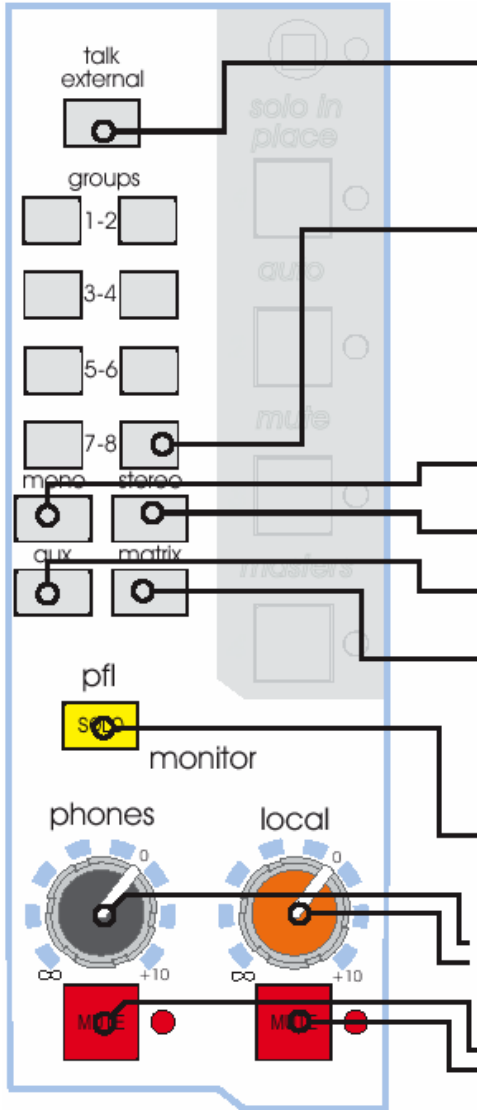 talk
external
solo in
place
groups
1-2
auto
3-4
5-6
mute
7-8
mono stereo
aux matrix
masters
pfl
SOLO
monitor
phones local
0 0
∞ +10 ∞ +10
MUTE MUTE